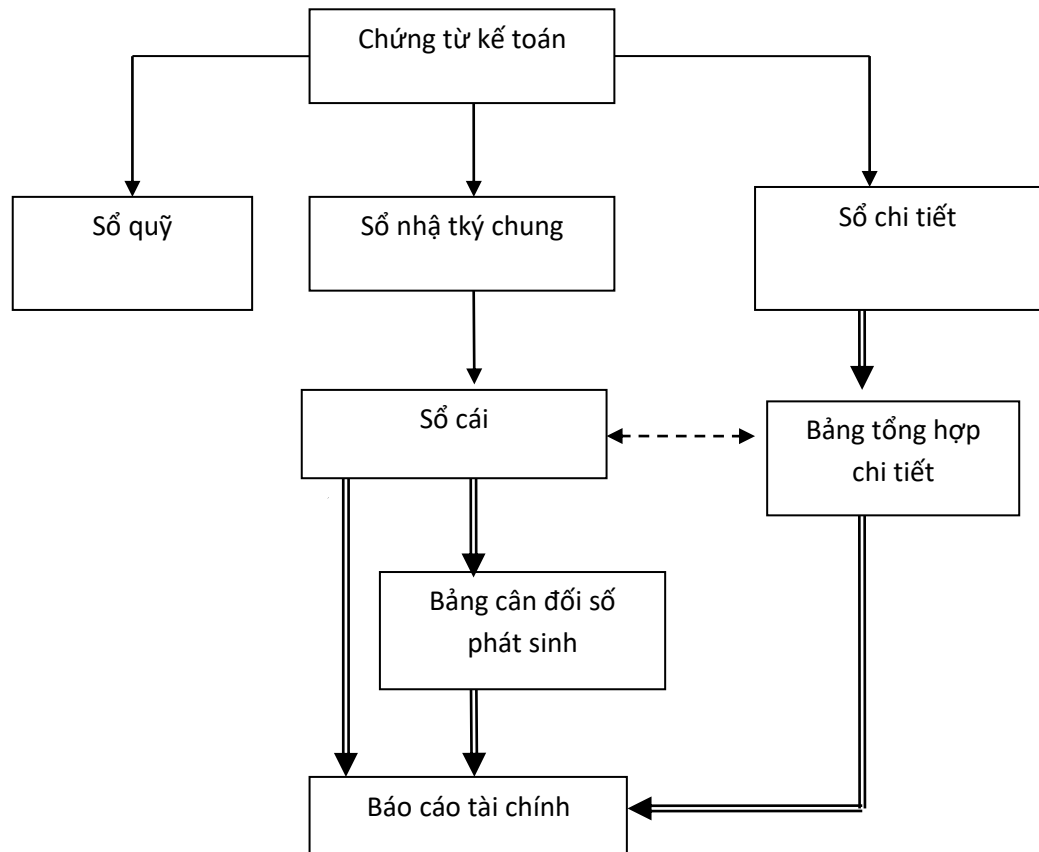 Chứng từ kế toán
Sổ quỹ
Sổ nhậ tký chung
Sổ chi tiết
Sổ cái
Bảng tổng hợp
chi tiết
Bảng cân đối số
phát sinh
Báo cáo tài chính